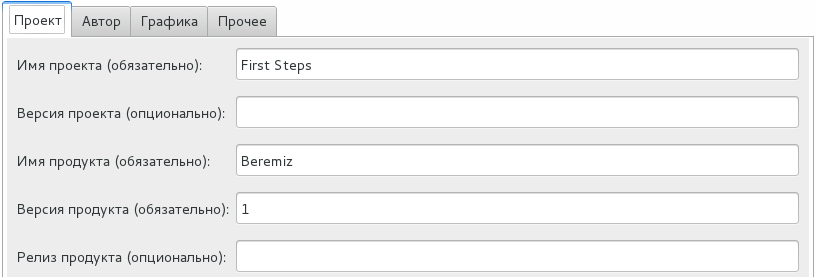 Проект Автор Графика Прочее
Имя проекта (обязательно): First Steps
Версия проекта (опционально):
Имя продукта (обязательно): Beremiz
Версия продукта (обязательно): 1
Релиз продукта (опционально):